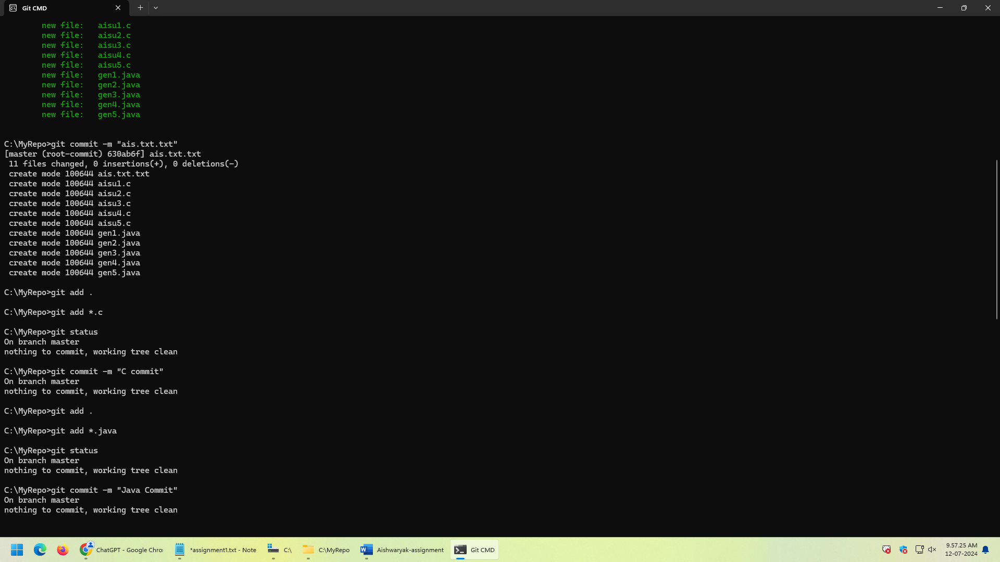 Git CMD
new file:   aisu1.c
new file:   aisu2.c
new file:   aisu3.c
new file:   aisu4.c
new file:   aisu5.c
new file:   gen1.java
new file:   gen2.java
new file:   gen3.java
new file:   gen4.java
new file:   gen5.java
C:\MyRepo>git commit -m "ais.txt.txt"
[master (root-commit) 630ab6f] ais.txt.txt
11 files changed, 0 insertions(+), 0 deletions(-)
create mode 100644 ais.txt.txt
create mode 100644 aisu1.c
create mode 100644 aisu2.c
create mode 100644 aisu3.c
create mode 100644 aisu4.c
create mode 100644 aisu5.c
create mode 100644 gen1.java
create mode 100644 gen2.java
create mode 100644 gen3.java
create mode 100644 gen4.java
create mode 100644 gen5.java
C:\MyRepo>git add .
C:\MyRepo>git add *.c
C:\MyRepo>git status
On branch master
nothing to commit, working tree clean
C:\MyRepo>git commit -m "C commit"
On branch master
nothing to commit, working tree clean
C:\MyRepo>git add .
C:\MyRepo>git add *.java
C:\MyRepo>git status
On branch master
nothing to commit, working tree clean
C:\MyRepo>git commit -m "Java Commit"
On branch master
nothing to commit, working tree clean
ChatGPT - Google Chro
*assignment1.txt - Note
C:\
C:\MyRepo
Aishwaryak-assignment
Git CMD
9.57.25 AM
12-07-2024